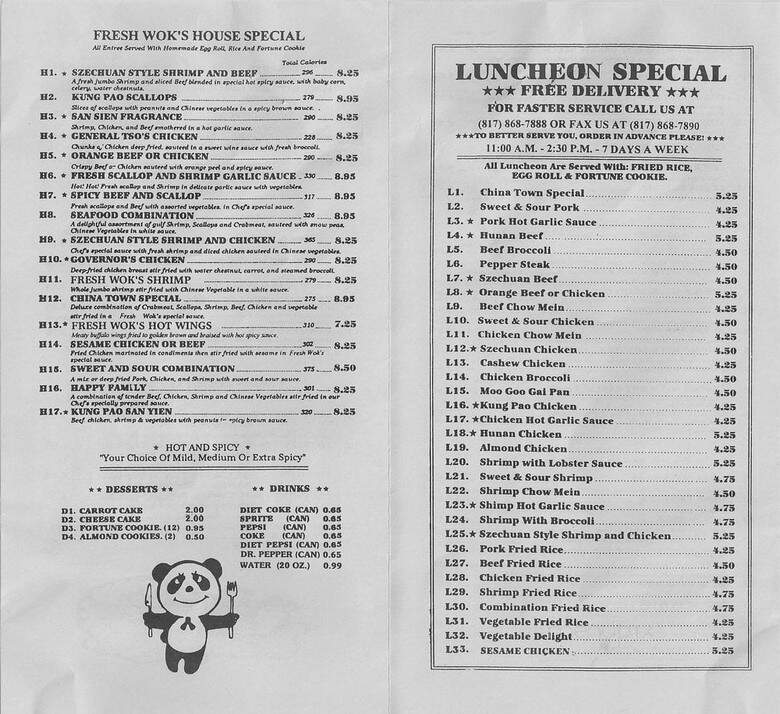 FRESH WOK'S HOUSE SPECIAL
All Entree Served With Homemade Egg Roll, Rice And Fortune Cookie
Total Calories
H1. ★ SZECHUAN STYLE SHRIMP AND BEEF 296 8.25
A fresh jumbo Shrimp and sliced Beef blended in special hot spicy sauce, with baby corn,
celery, water chestnuts.
H2. KUNG PAO SCALLOPS 279 8.95
Slices of scallops with peanuts and Chinese vegetables in a spicy brown sauce.
H3. ★ SAN SIEN FRAGRANCE 290 8.25
Shrimp, Chicken, and Beef smothered in a hot garlic sauce.
H4. ★ GENERAL TSO'S CHICKEN 228 8.25
Chunks of Chicken deep fried, sauteed in a sweet wine sauce with fresh broccoli.
H5. ★ ORANGE BEEF OR CHICKEN 290 8.25
Crispy Beef or Chicken sauteed with orange peel and spicy sauce.
H6. ★ FRESH SCALLOP AND SHRIMP GARLIC SAUCE 330 8.95
Hot! Hot! Fresh scallop and Shrimp in delicate garlic sauce with vegetables.
H7. ★ SPICY BEEF AND SCALLOP 317 8.95
Fresh scallops and Beef with assorted vegetables. in Chef's special sauce.
H8. SEAFOOD COMBINATION 326 8.95
A delightful assortment of gulf Shrimp, Scallops and Crabmeat, sauteed with snow peas,
Chinese Vegetables in white sauce.
H9. ★ SZECHUAN STYLE SHRIMP AND CHICKEN 365 8.25
Chef's special sauce with fresh shrimp and diced chicken sauteed in Chinese vegetables.
H10. ★ GOVERNOR'S CHICKEN 290 8.25
Deep fried chicken breast stir fried with water chestnut, carrot, and steamed broccoli.
H11. FRESH WOK'S SHRIMP 279 8.25
Whole jumbo shrimp stir fried with Chinese Vegetable in a white sauce.
H12. CHINA TOWN SPECIAL 275 8.95
Deluxe combination of Crabmeat, Scallops, Shrimp, Beef, Chicken and vegetable
stir fried in a Fresh Wok's special sauce.
H13. ★ FRESH WOK'S HOT WINGS 310 7.25
Meaty buffalo wings fried to golden brown and braised with hot spicy sauce.
H14. SESAME CHICKEN OR BEEF 302 8.25
Fried Chicken marinated in condiments then stir fried with sesame in Fresh Wok's
special sauce.
H15. SWEET AND SOUR COMBINATION 375 8.50
A mix or deep fried Pork, Chicken, and Shrimp with sweet and sour sauce.
H16. HAPPY FAMILY 301 8.25
A combination of tender Beef, Chicken, Shrimp and Chinese Vegetables stir fried in our
Chef's specially prepared sauce.
H17. ★ KUNG PAO SAN YIEN 320 8.25
Beef, chicken, shrimp & vegetables with peanuts in spicy brown sauce.
★ HOT AND SPICY ★
"Your Choice Of Mild, Medium Or Extra Spicy"
★★ DESSERTS ★★
D1. CARROT CAKE 2.00
D2. CHEESE CAKE 2.00
D3. FORTUNE COOKIE. (12) 0.95
D4. ALMOND COOKIES. (2) 0.50
★★ DRINKS ★★
DIET COKE (CAN) 0.65
SPRITE (CAN) 0.65
PEPSI (CAN) 0.65
COKE (CAN) 0.65
DIET PEPSI (CAN) 0.65
DR. PEPPER (CAN) 0.65
WATER (20 OZ.) 0.99
LUNCHEON SPECIAL
★★★ FREE DELIVERY ★★★
FOR FASTER SERVICE CALL US AT
(817) 868-7888 OR FAX US AT (817) 868-7890
★★★TO BETTER SERVE YOU, ORDER IN ADVANCE PLEASE! ★★★
11:00 A.M. - 2:30 P.M. - 7 DAYS A WEEK
All Luncheon Are Served With: FRIED RICE,
EGG ROLL & FORTUNE COOKIE.
L1. China Town Special 5.25
L2. Sweet & Sour Pork 4.25
L3. ★ Pork Hot Garlic Sauce 4.25
L4. ★ Hunan Beef 5.25
L5. Beef Broccoli 4.50
L6. Pepper Steak 4.50
L7. ★ Szechuan Beef 4.50
L8. ★ Orange Beef or Chicken 5.25
L9. Beef Chow Mein 4.25
L10. Sweet & Sour Chicken 4.50
L11. Chicken Chow Mein 4.25
L12. ★ Szechuan Chicken 4.50
L13. Cashew Chicken 4.25
L14. Chicken Broccoli 4.50
L15. Moo Goo Gai Pan 4.50
L16. ★ Kung Pao Chicken 4.25
L17. ★ Chicken Hot Garlic Sauce 4.25
L18. ★ Hunan Chicken 5.25
L19. Almond Chicken 4.25
L20. Shrimp with Lobster Sauce 5.25
L21. Sweet & Sour Shrimp 4.75
L22. Shrimp Chow Mein 4.50
L23. ★ Shimp Hot Garlic Sauce 4.75
L24. Shrimp With Broccoli 4.75
L25. ★ Szechuan Style Shrimp and Chicken 5.25
L26. Pork Fried Rice 4.25
L27. Beef Fried Rice 4.50
L28. Chicken Fried Rice 4.25
L29. Shrimp Fried Rice 4.75
L30. Combination Fried Rice 4.75
L31. Vegetable Fried Rice 4.25
L32. Vegetable Delight 4.25
L33. SESAME CHICKEN 5.25